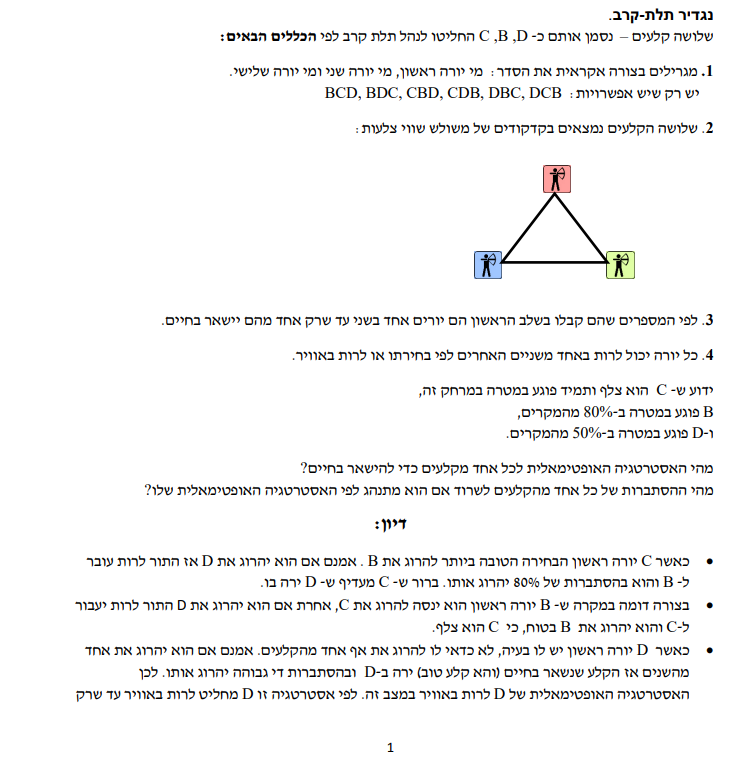 נגדיר תלת-קרב.
שלושה קלעים – נסמן אותם כ- C ,B ,D החליטו לנהל תלת קרב לפי הכללים הבאים:
1. מגרילים בצורה אקראית את הסדר: מי יורה ראשון, מי יורה שני ומי יורה שלישי.
יש רק שיש אפשרויות: BCD, BDC, CBD, CDB, DBC, DCB
2. שלושה הקלעים נמצאים בקדקודים של משולש שווי צלעות:
3. לפי המספרים שהם קבלו בשלב הראשון הם יורים אחד בשני עד שרק אחד מהם יישאר בחיים.
4. כל יורה יכול לרות באחד משניים האחרים לפי בחירתו או לרות באוויר.
ידוע ש- C הוא צלף ותמיד פוגע במטרה במרחק זה,
B פוגע במטרה ב-80% מהמקרים,
ו-D פוגע במטרה ב-50% מהמקרים.
מהי האסטרטגיה האופטימאלית לכל אחד מקלעים כדי להישאר בחיים?
מהי ההסתברות של כל אחד מהקלעים לשרוד אם הוא מתנהג לפי האסטרטגיה האופטימאלית שלו?
דיון:
• כאשר C יורה ראשון הבחירה הטובה ביותר להרוג את B . אמנם אם הוא יהרוג את D אז התור לרות עובר
ל- B והוא בהסתברות של 80% יהרוג אותו. ברור ש- C מעדיף ש- D ירה בו.
• בצורה דומה במקרה ש- B יורה ראשון הוא ינסה להרוג את C, אחרת אם הוא יהרוג את D התור לרות יעבור
ל-C והוא יהרוג את B בטוח, כי C הוא צלף.
• כאשר D יורה ראשון יש לו בעיה, לא כדאי לו להרוג את אף אחד מהקלעים. אמנם אם הוא יהרוג את אחד
מהשנים אז הקלע שנשאר בחיים (והא קלע טוב) ירה ב-D ובהסתברות די גבוהה יהרוג אותו. לכן
האסטרטגיה האופטימאלית של D לרות באוויר במצב זה. לפי אסטרטגיה זו D מחליט לרות באוויר עד שרק
1